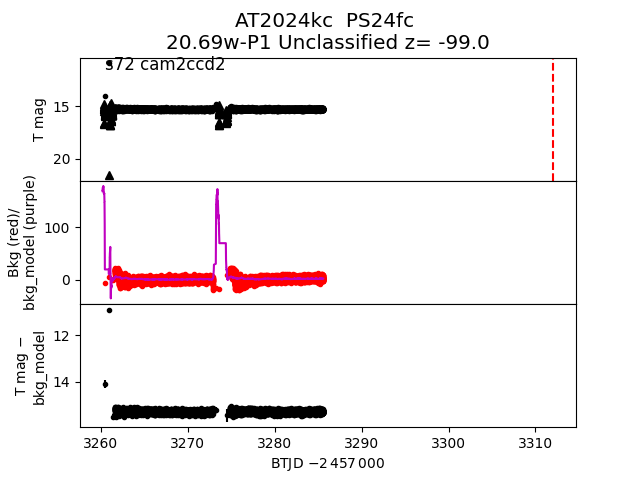 AT2024kc  PS24fc
20.69w-P1 Unclassified z= -99.0
s72 cam2ccd2
T mag
15
20
Bkg (red)/
bkg_model (purple)
100
0
T mag −
bkg_model
12
14
3260 3270 3280 3290 3300 3310
BTJD −2 457 000